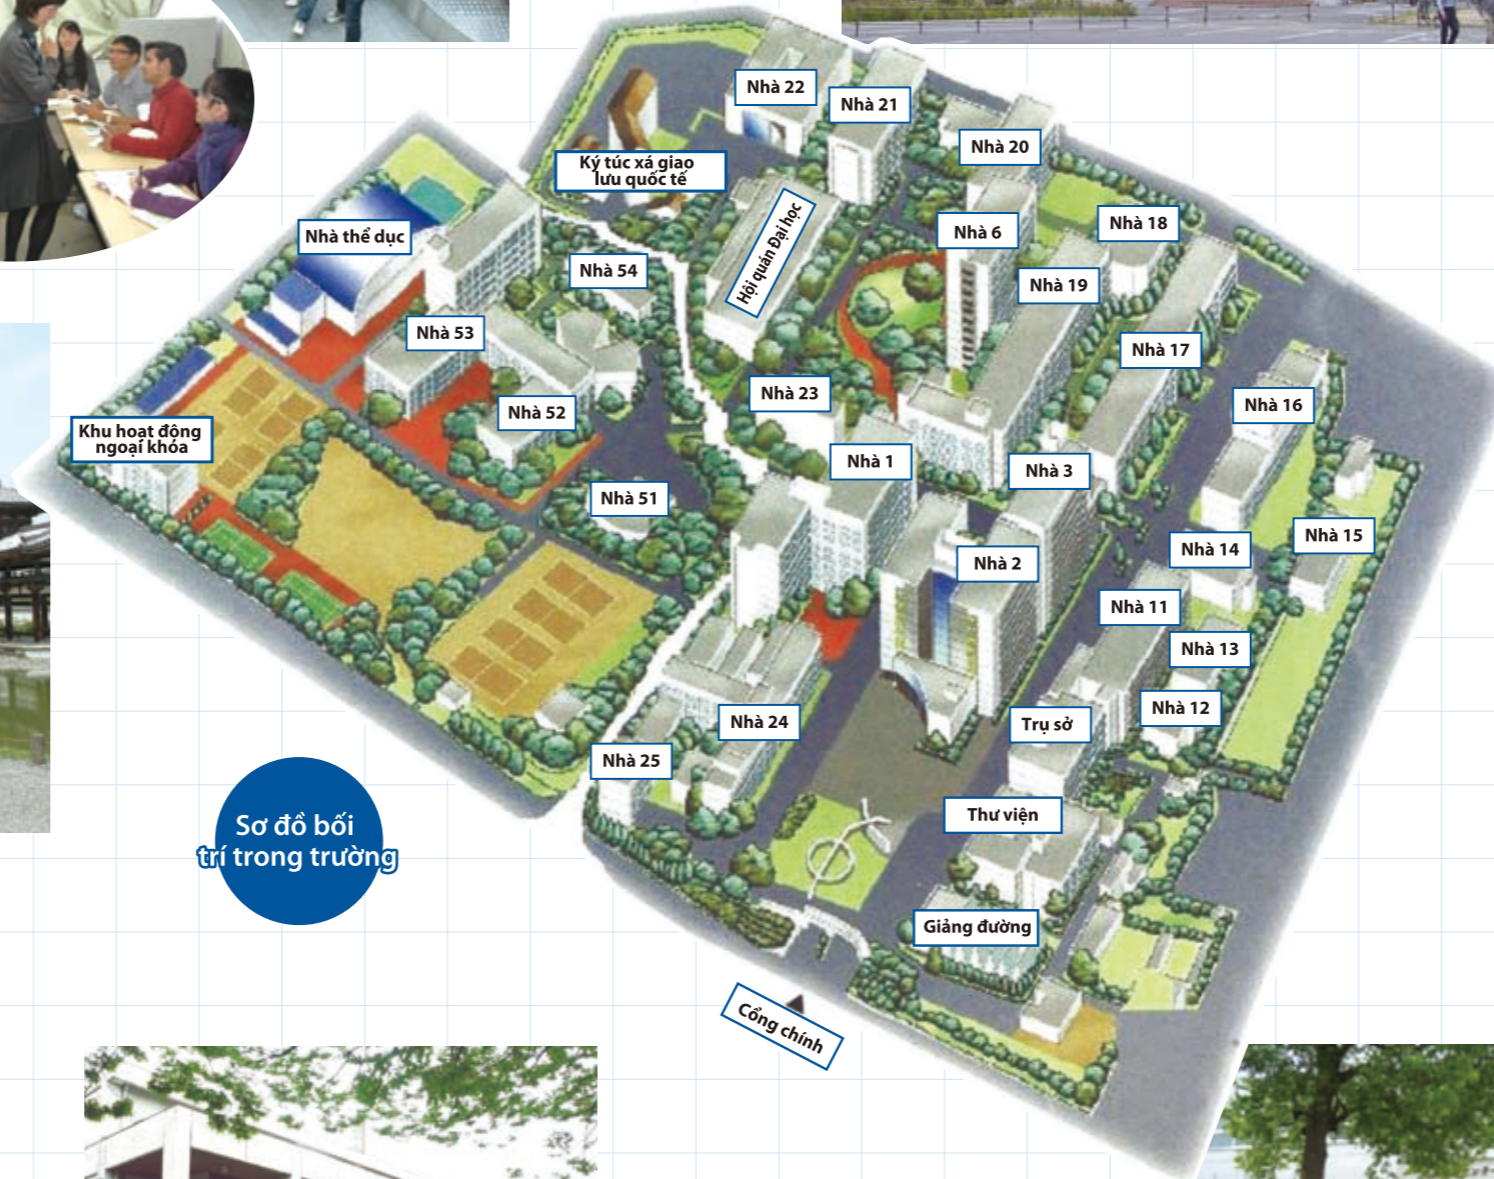 Nhà 22
Nhà 21
Nhà 20
Ký túc xá giao
lưu quốc tế
Hội quán Đại học
Nhà 6
Nhà 18
Nhà thể dục
Nhà 54
Nhà 19
Nhà 53
Nhà 17
Nhà 23
Nhà 16
Nhà 52
Khu hoạt động
ngoại khóa
Nhà 1
Nhà 3
Nhà 51
Nhà 15
Nhà 14
Nhà 2
Nhà 11
Nhà 13
Nhà 12
Nhà 24
Trụ sở
Nhà 25
Thư viện
Sơ đồ bối
trí trong trường
Giảng đường
Cổng chính